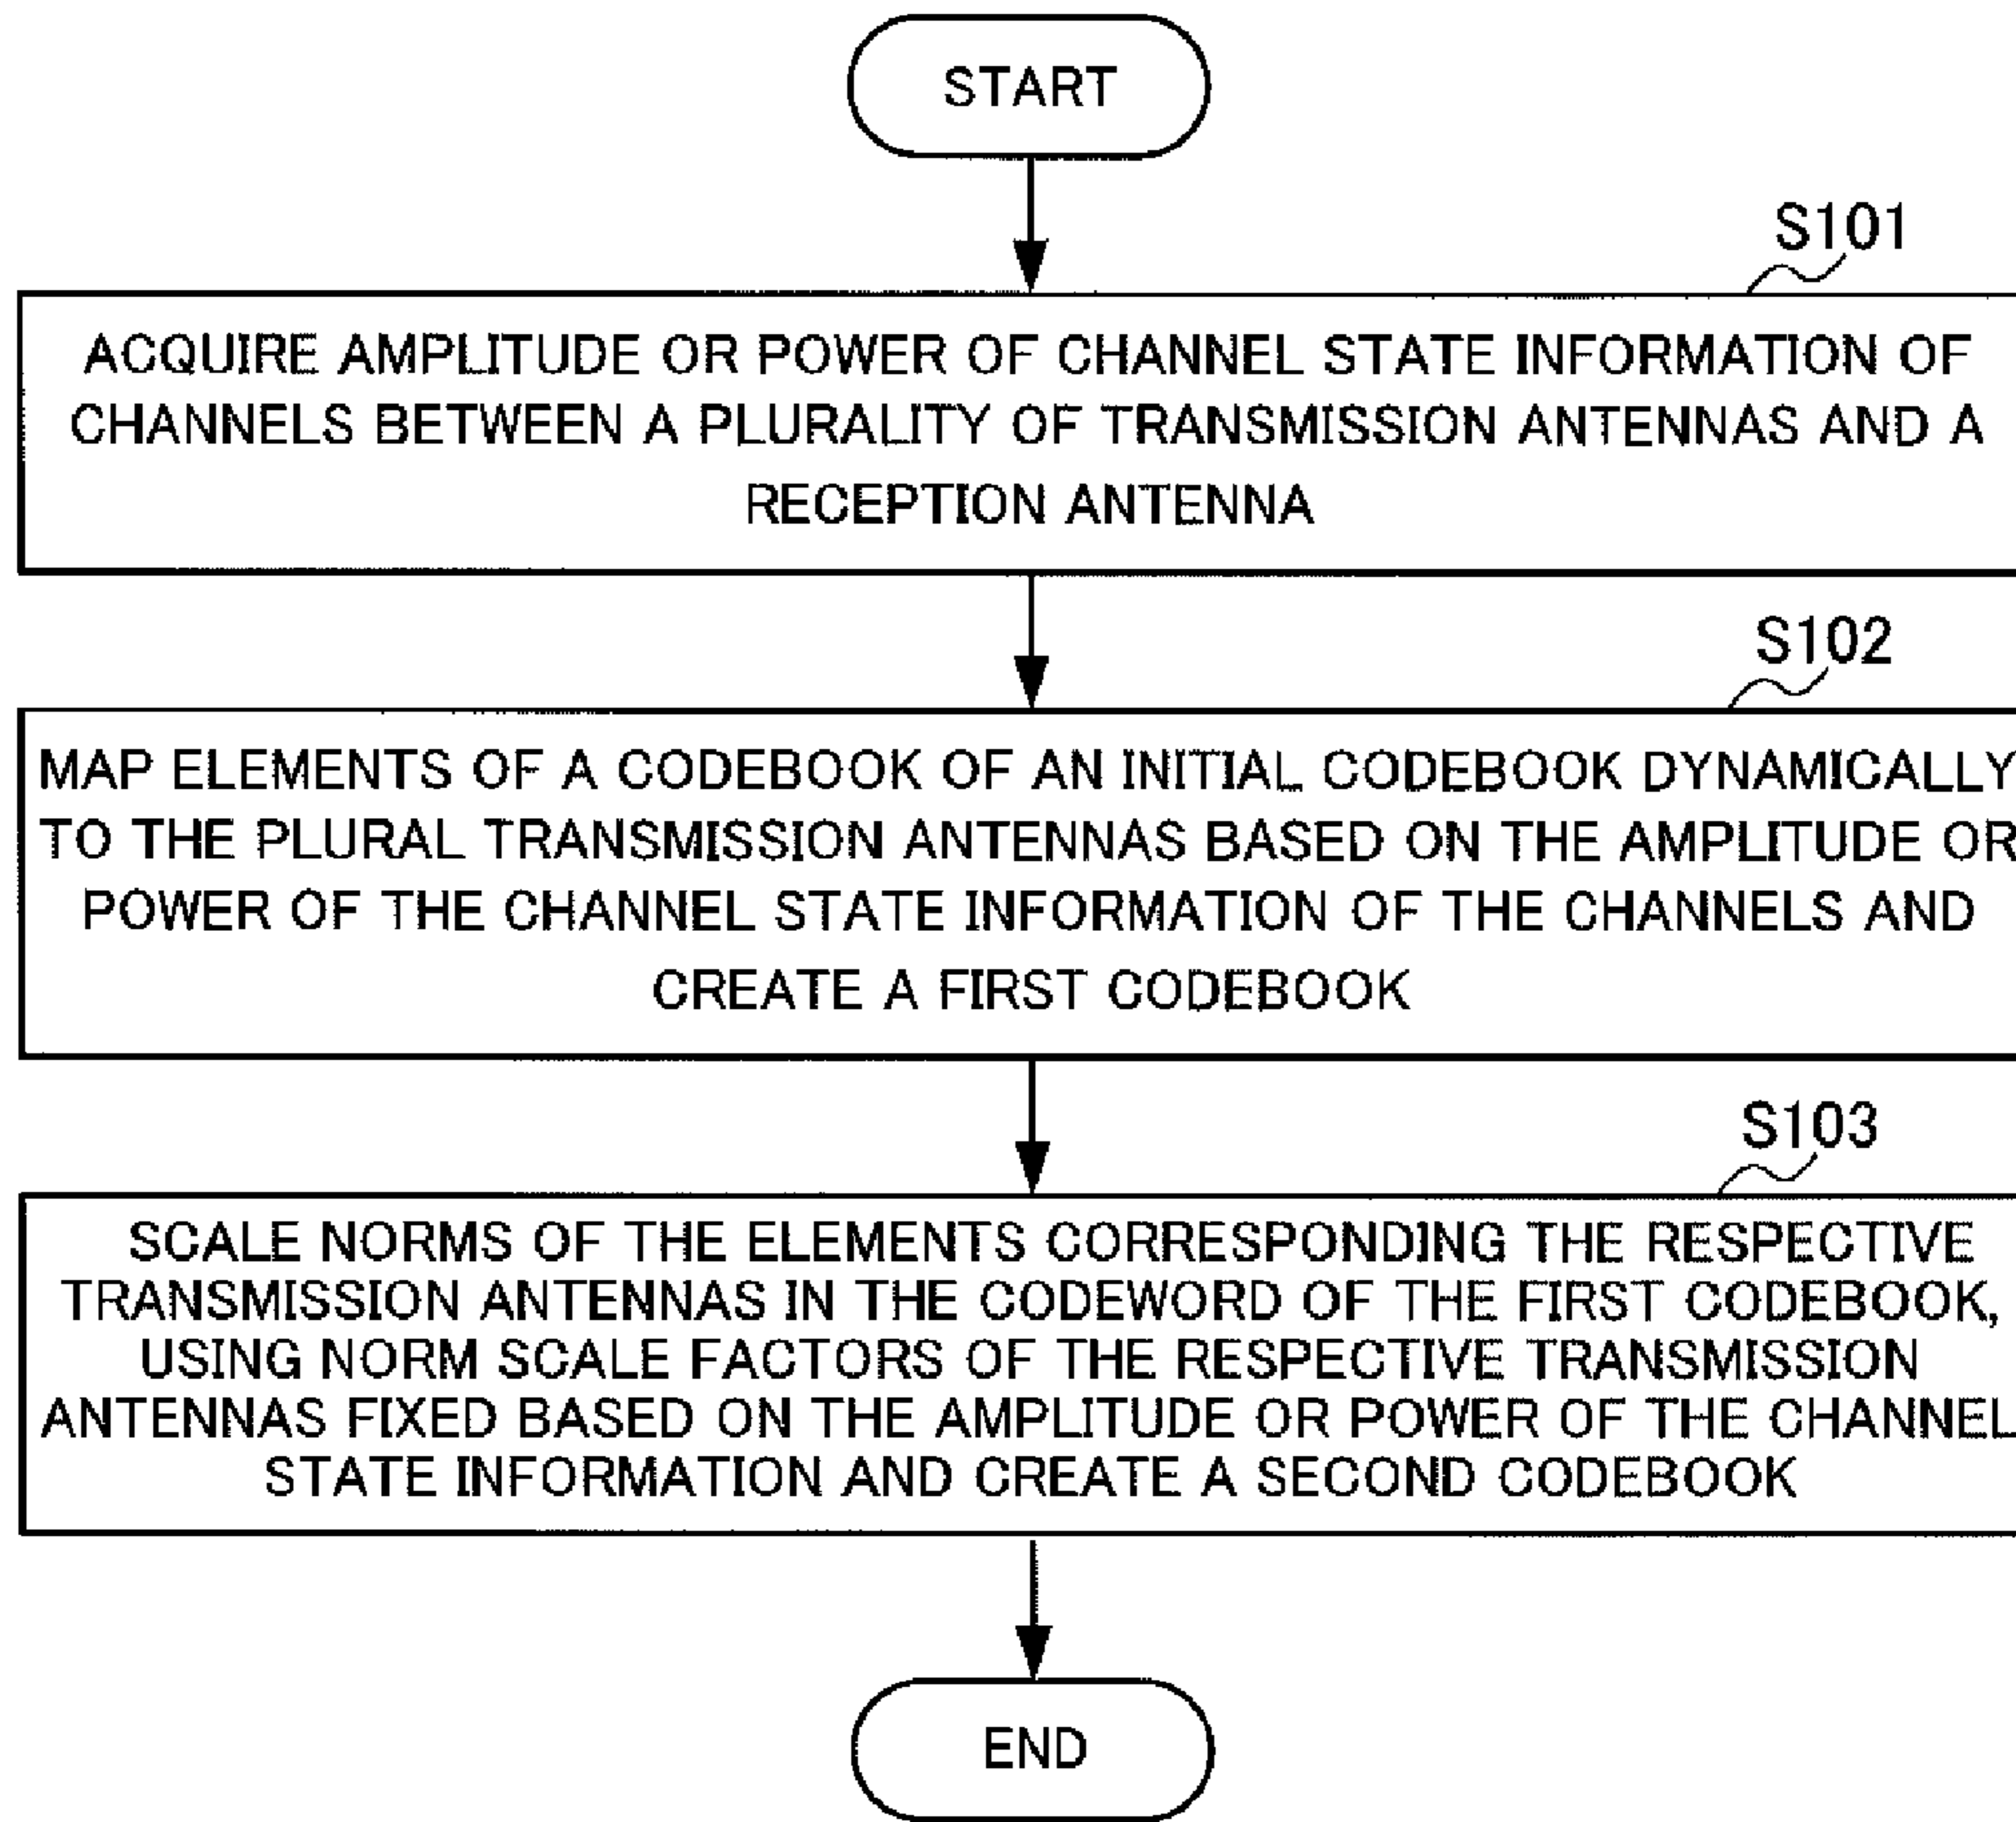 START
S101
ACQUIRE AMPLITUDE OR POWER OF CHANNEL STATE INFORMATION OF
CHANNELS BETWEEN A PLURALITY OF TRANSMISSION ANTENNAS AND A
RECEPTION ANTENNA
S102
MAP ELEMENTS OF A CODEBOOK OF AN INITIAL CODEBOOK DYNAMICALLY
TO THE PLURAL TRANSMISSION ANTENNAS BASED ON THE AMPLITUDE OR
POWER OF THE CHANNEL STATE INFORMATION OF THE CHANNELS AND
CREATE A FIRST CODEBOOK
S103
SCALE NORMS OF THE ELEMENTS CORRESPONDING THE RESPECTIVE
TRANSMISSION ANTENNAS IN THE CODEWORD OF THE FIRST CODEBOOK,
USING NORM SCALE FACTORS OF THE RESPECTIVE TRANSMISSION
ANTENNAS FIXED BASED ON THE AMPLITUDE OR POWER OF THE CHANNEL
STATE INFORMATION AND CREATE A SECOND CODEBOOK
END